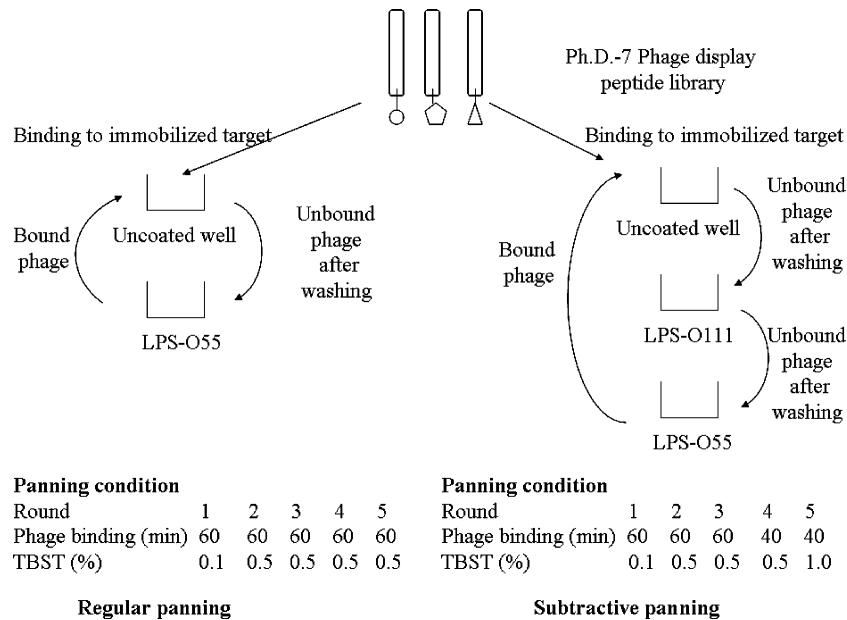 Ph.D.-7 Phage display
peptide library
Binding to immobilized target
Uncoated well
Bound
phage
Unbound
phage
after
washing
LPS-O55
Binding to immobilized target
Uncoated well
Unbound
phage
after
washing
Bound
phage
LPS-O111
Unbound
phage
after
washing
LPS-O55
Panning condition
Round 1 2 3 4 5
Phage binding (min) 60 60 60 60 60
TBST (%) 0.1 0.5 0.5 0.5 0.5
Regular panning
Panning condition
Round 1 2 3 4 5
Phage binding (min) 60 60 60 40 40
TBST (%) 0.1 0.5 0.5 0.5 1.0
Subtractive panning